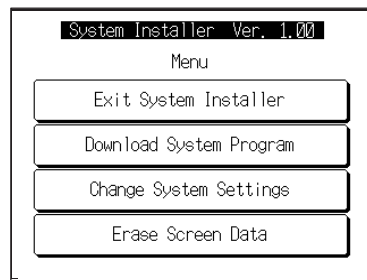 System Installer Ver. 1.00
Menu
Exit System Installer
Download System Program
Change System Settings
Erase Screen Data